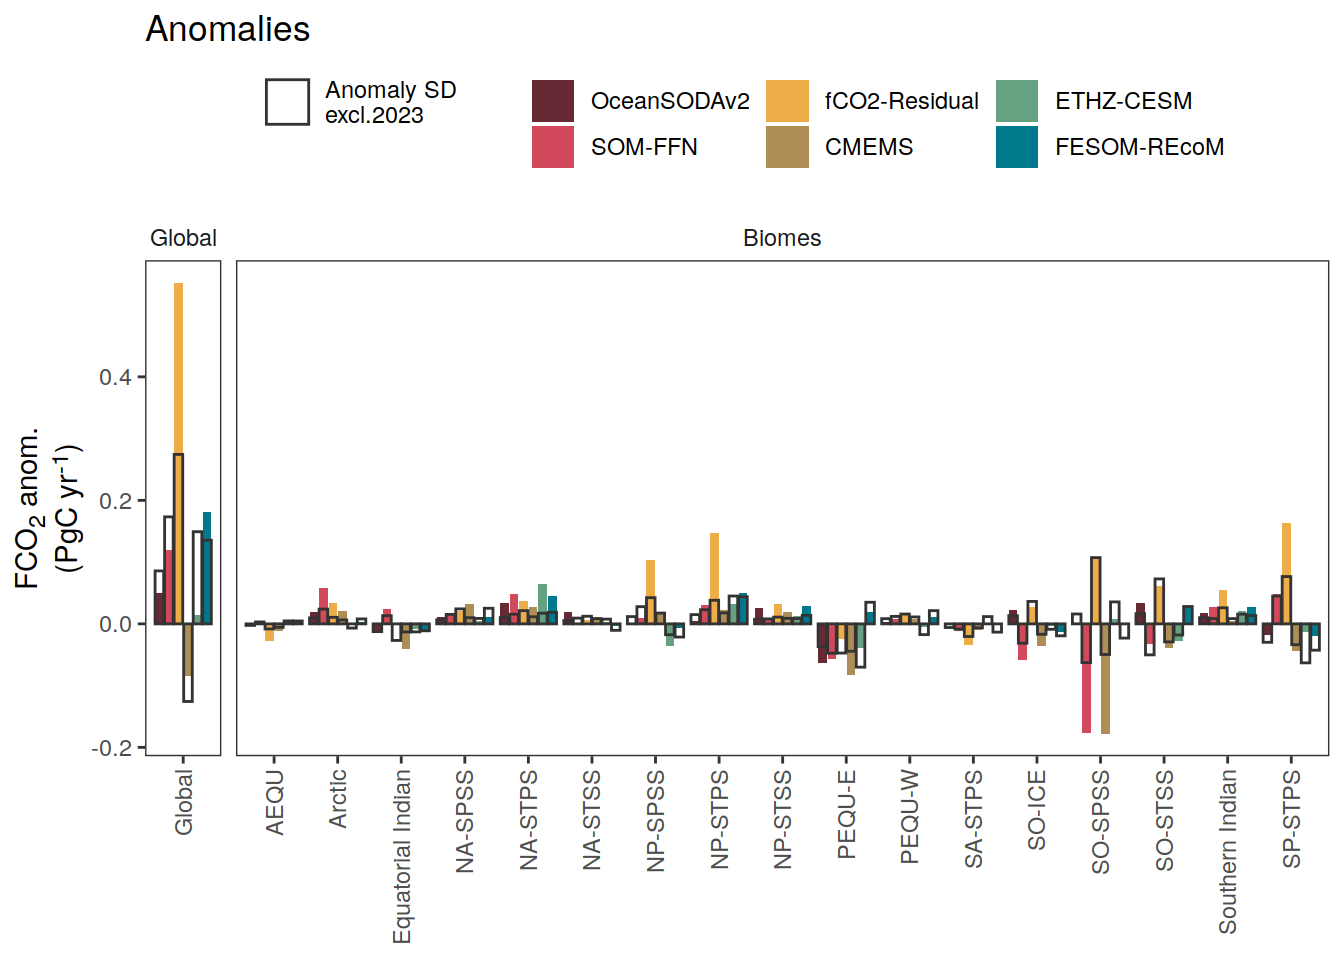 Anomalies
Anomaly SD
excl.2023
OceanSODAv2
fCO2-Residual
ETHZ-CESM
SOM-FFN
CMEMS
FESOM-REcoM
Global
Biomes
FCO₂ anom.
(PgC yr⁻¹)
0.4
0.2
0.0
-0.2
Global
AEQU
Arctic
Equatorial Indian
NA-SPSS
NA-STPS
NA-STSS
NP-SPSS
NP-STPS
NP-STSS
PEQU-E
PEQU-W
SA-STPS
SO-ICE
SO-SPSS
SO-STSS
Southern Indian
SP-STPS